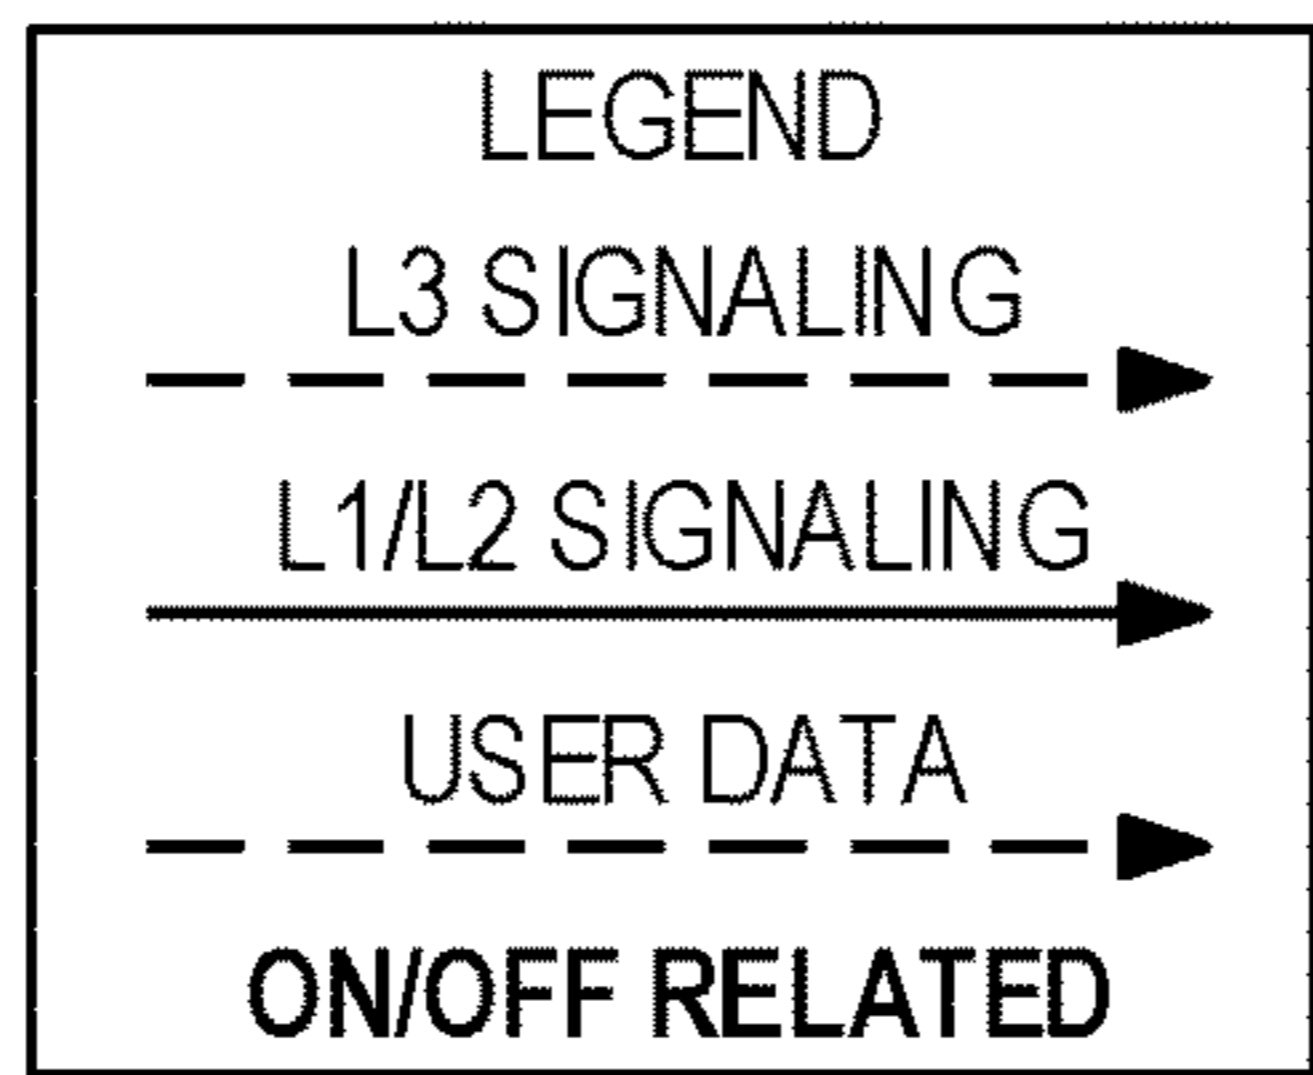 LEGEND
L3 SIGNALING
L1/L2 SIGNALING
USER DATA
ON/OFF RELATED